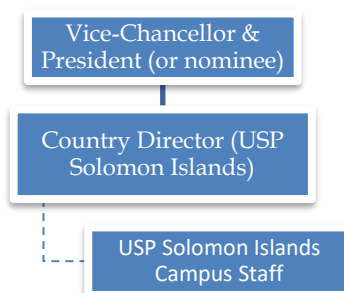 Vice-Chancellor &
President (or nominee)
Country Director (USP
Solomon Islands)
USP Solomon Islands
Campus Staff